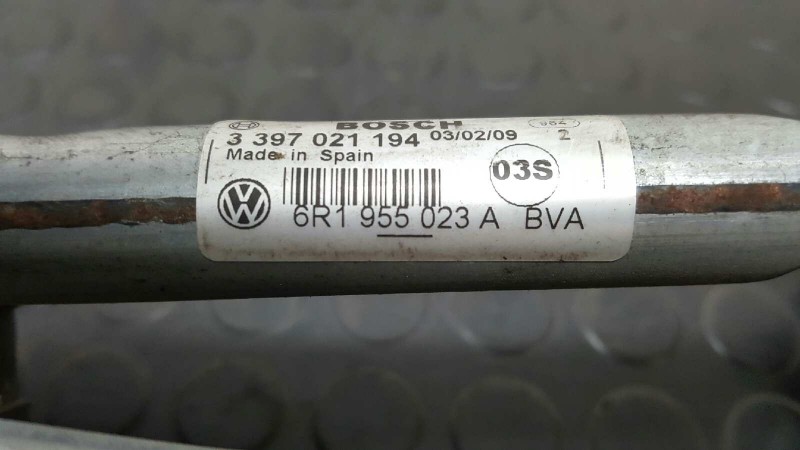 BOSCH
3 397 021 194 03/02/09 2
Made in Spain
03S
6R1 955 023 A BVA